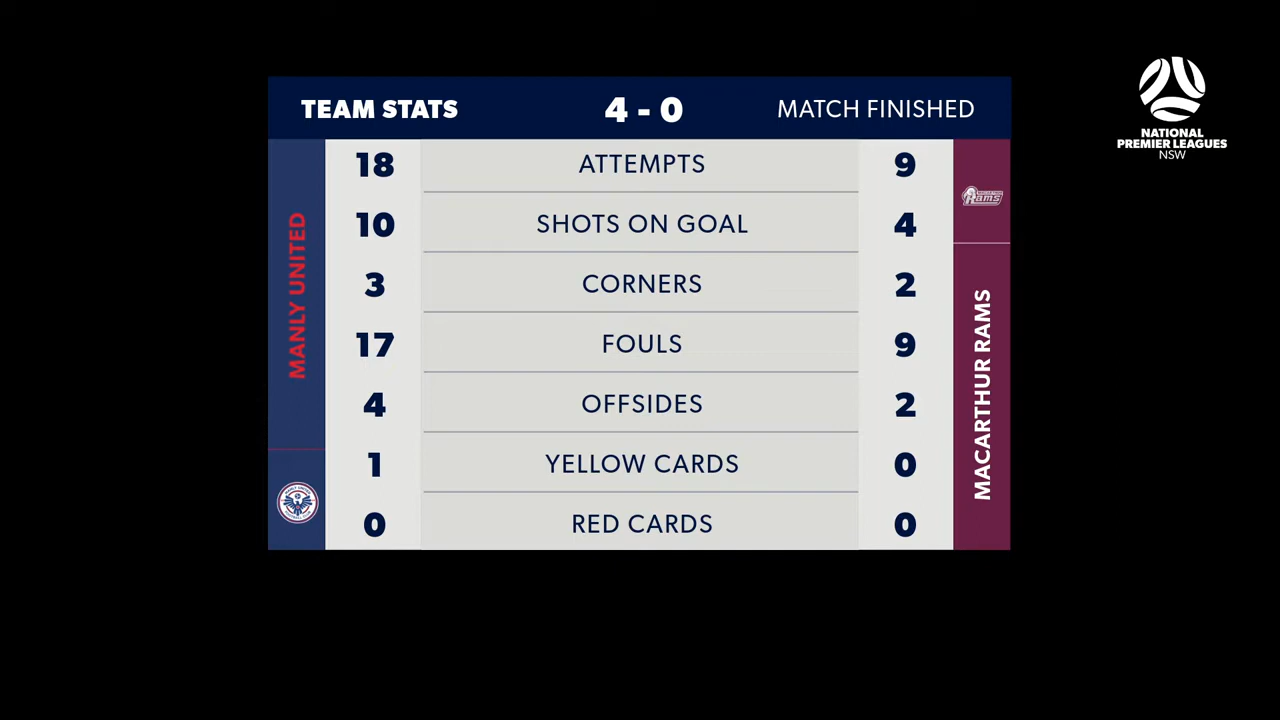 TEAM STATS 4 - 0 MATCH FINISHED
18 ATTEMPTS 9
10 SHOTS ON GOAL 4
3 CORNERS 2
17 FOULS 9
4 OFFSIDES 2
1 YELLOW CARDS 0
0 RED CARDS 0
MANLY UNITED
Rams
MACARTHUR RAMS
NATIONAL
PREMIER LEAGUES
NSW